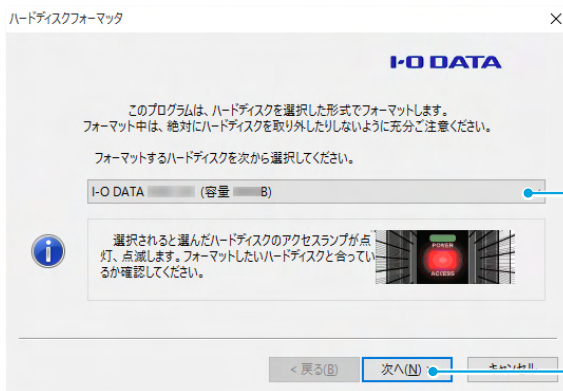 ハードディスクフォーマッタ
I-O DATA
このプログラムは、ハードディスクを選択した形式でフォーマットします。
フォーマット中は、絶対にハードディスクを取り外したりしないように充分ご注意ください。
フォーマットするハードディスクを次から選択してください。
I-O DATA (容量 B)
選択されると選んだハードディスクのアクセスランプが点
灯、点滅します。フォーマットしたいハードディスクと合ってい
るか確認してください。
POWER
ACCESS
< 戻る(B) 次へ(N) > キャンセル